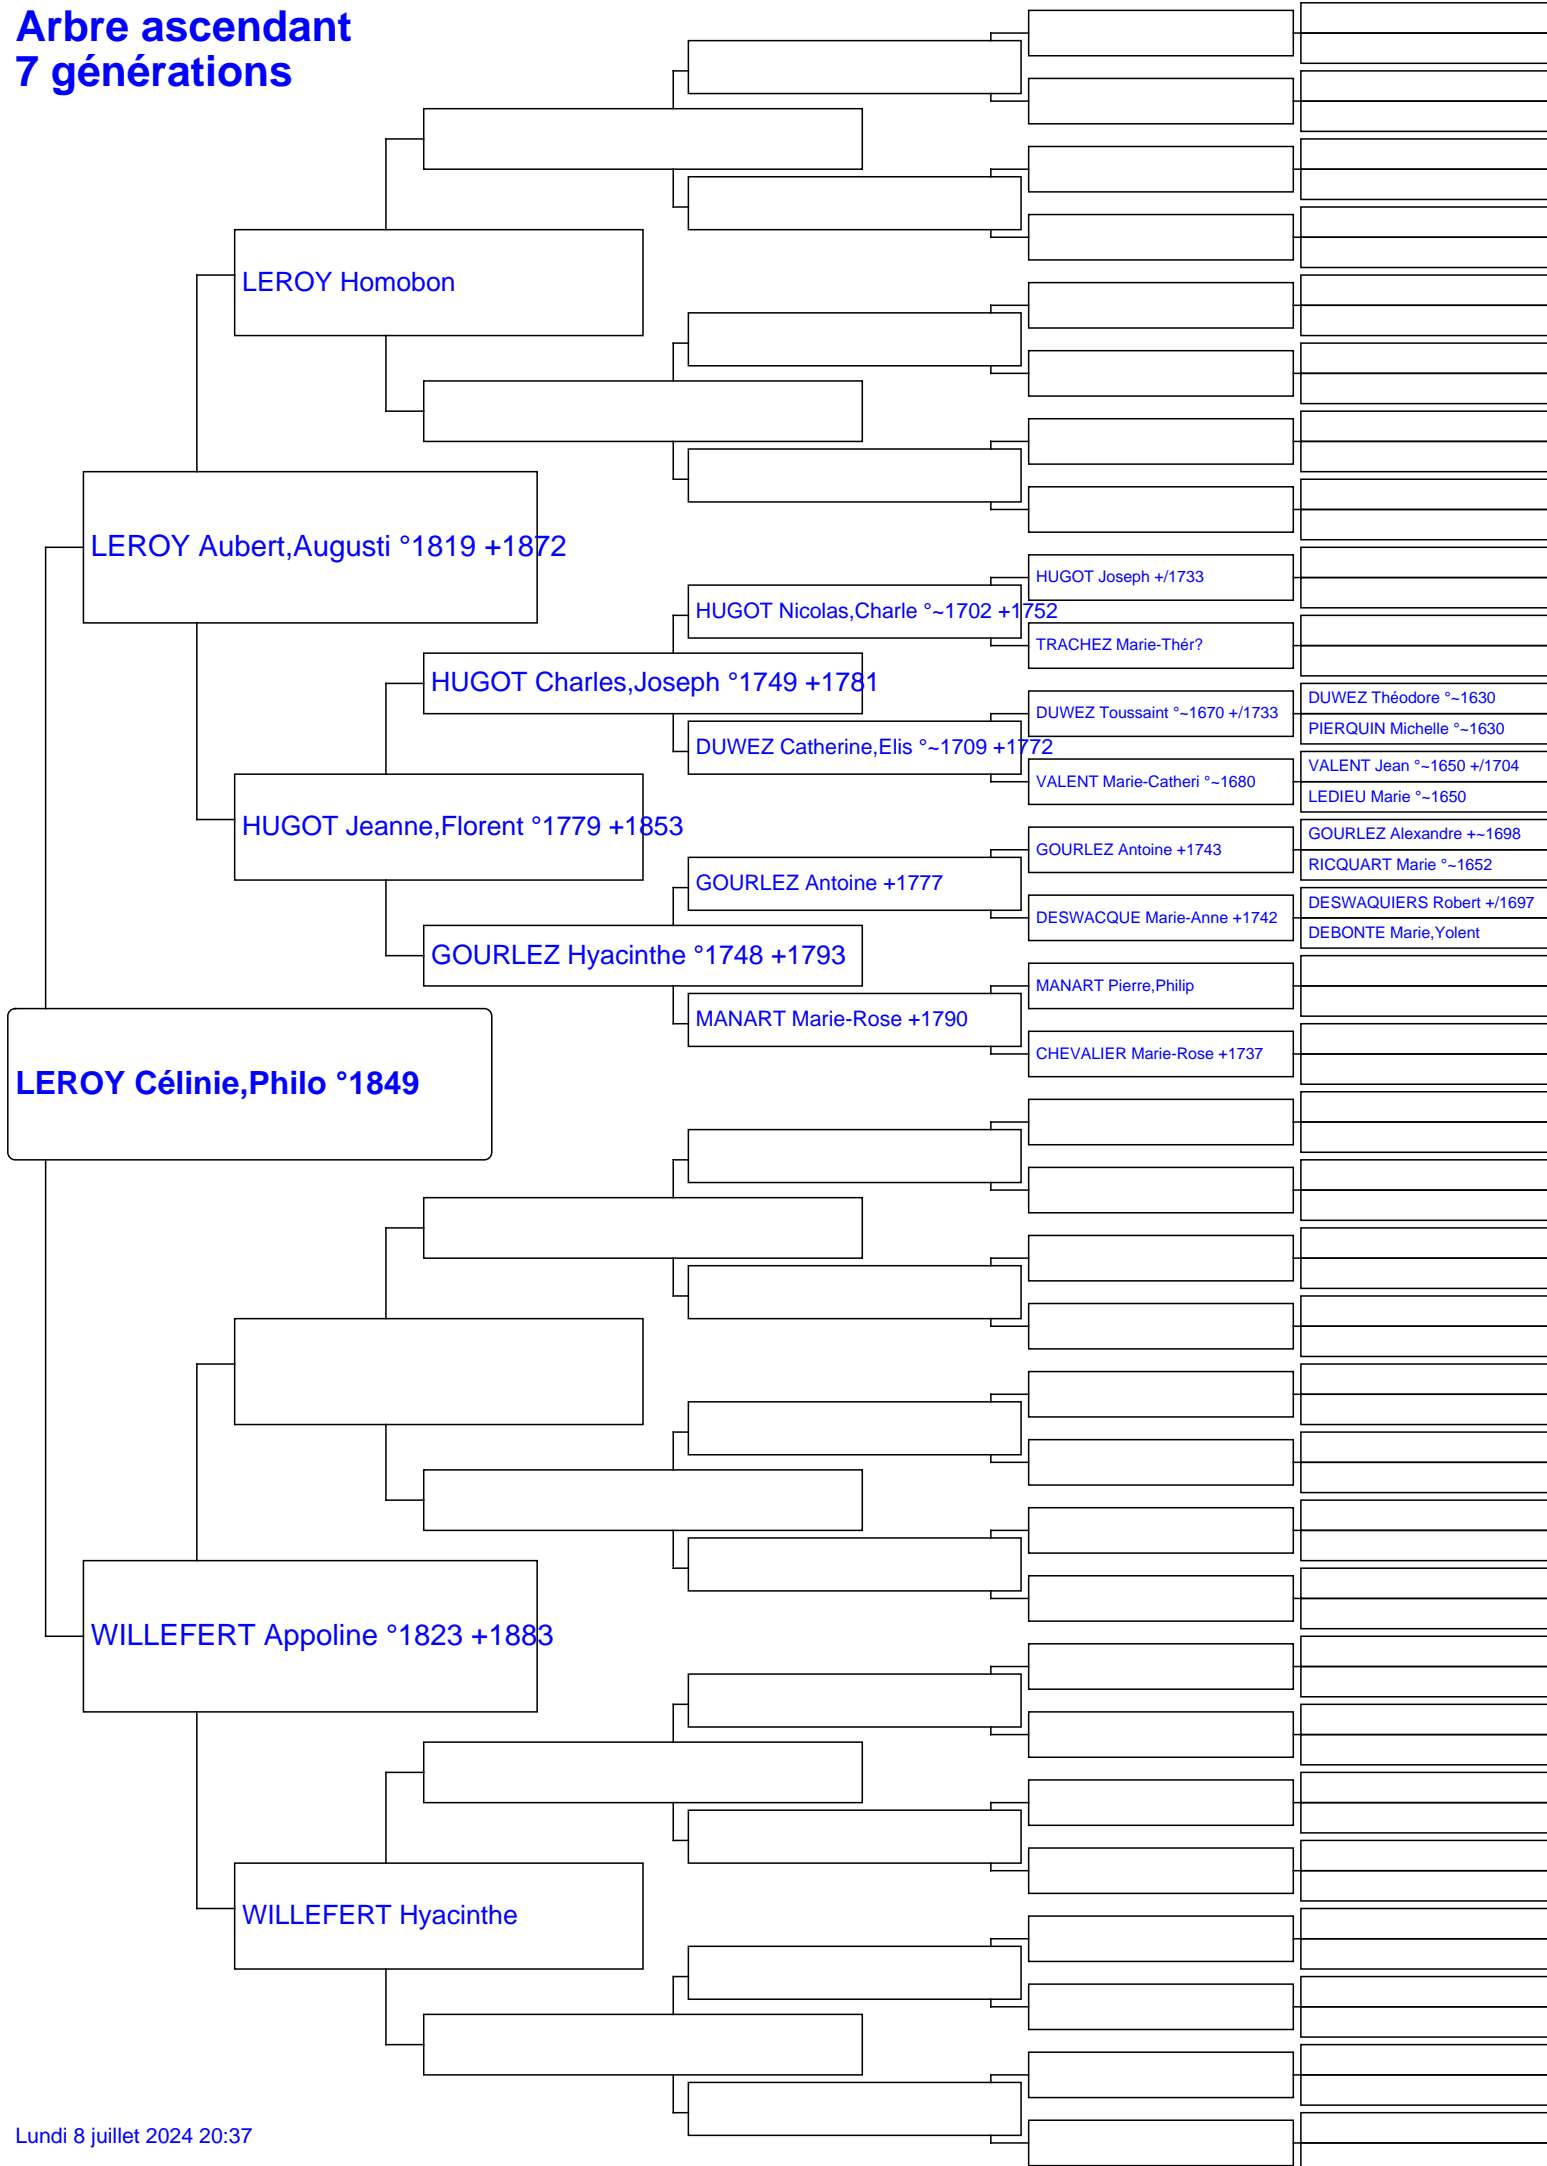 Arbre ascendant
7 générations
LEROY Homobon
LEROY Aubert,Augusti °1819 +1872
HUGOT Joseph +/1733
HUGOT Nicolas,Charle °~1702 +1752
TRACHEZ Marie-Thér?
HUGOT Charles,Joseph °1749 +1781
DUWEZ Théodore °~1630
DUWEZ Toussaint °~1670 +/1733
PIERQUIN Michelle °~1630
DUWEZ Catherine,Elis °~1709 +1772
VALENT Jean °~1650 +/1704
VALENT Marie-Catheri °~1680
LEDIEU Marie °~1650
HUGOT Jeanne,Florent °1779 +1853
GOURLEZ Alexandre +~1698
GOURLEZ Antoine +1743
RICQUART Marie °~1652
GOURLEZ Antoine +1777
DESWAQUIERS Robert +/1697
DESWACQUE Marie-Anne +1742
DEBONTE Marie,Yolent
GOURLEZ Hyacinthe °1748 +1793
MANART Pierre,Philip
MANART Marie-Rose +1790
CHEVALIER Marie-Rose +1737
LEROY Célinie,Philo °1849
WILLEFERT Appoline °1823 +1883
WILLEFERT Hyacinthe
Lundi 8 juillet 2024 20:37